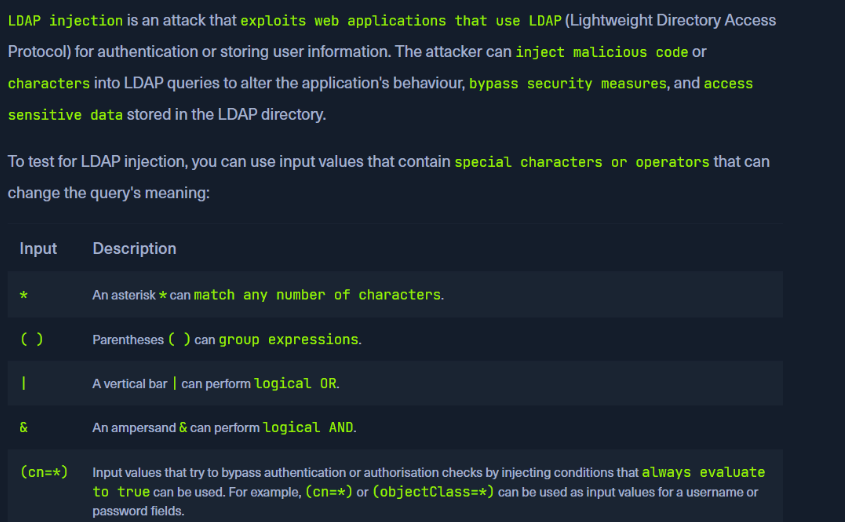 LDAP injection is an attack that exploits web applications that use LDAP (Lightweight Directory Access
Protocol) for authentication or storing user information. The attacker can inject malicious code or
characters into LDAP queries to alter the application's behaviour, bypass security measures, and access
sensitive data stored in the LDAP directory.
To test for LDAP injection, you can use input values that contain special characters or operators that can
change the query's meaning:
Input Description
* An asterisk * can match any number of characters.
( ) Parentheses ( ) can group expressions.
| A vertical bar | can perform logical OR.
& An ampersand & can perform logical AND.
(cn=*) Input values that try to bypass authentication or authorisation checks by injecting conditions that always evaluate
to true can be used. For example, (cn=*) or (objectClass=*) can be used as input values for a username or
password fields.